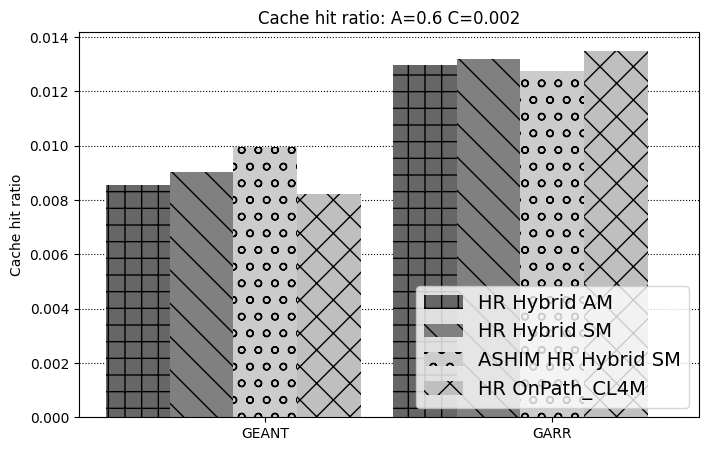 Cache hit ratio: A=0.6 C=0.002
Cache hit ratio
0.014
0.012
0.010
0.008
0.006
0.004
0.002
0.000
HR Hybrid AM
HR Hybrid SM
ASHIM HR Hybrid SM
HR OnPath_CL4M
GEANT GARR